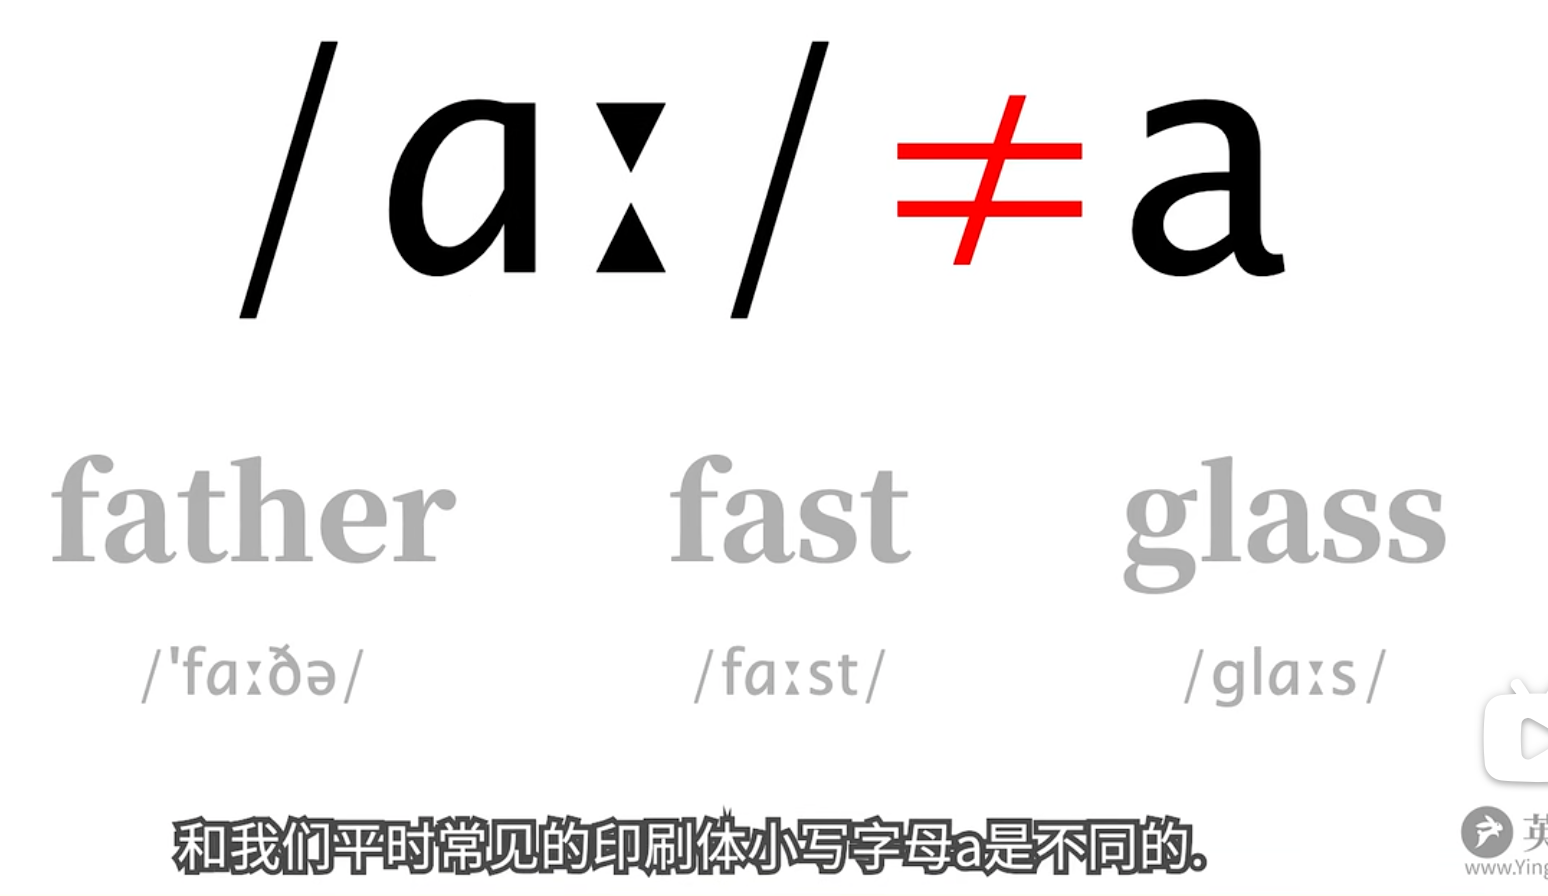 /ɑː/ ≠ a
father fast glass
/ˈfɑːðə/ /fɑːst/ /glɑːs/
和我们平时常见的印刷体小写字母a是不同的.
英
www.Ying